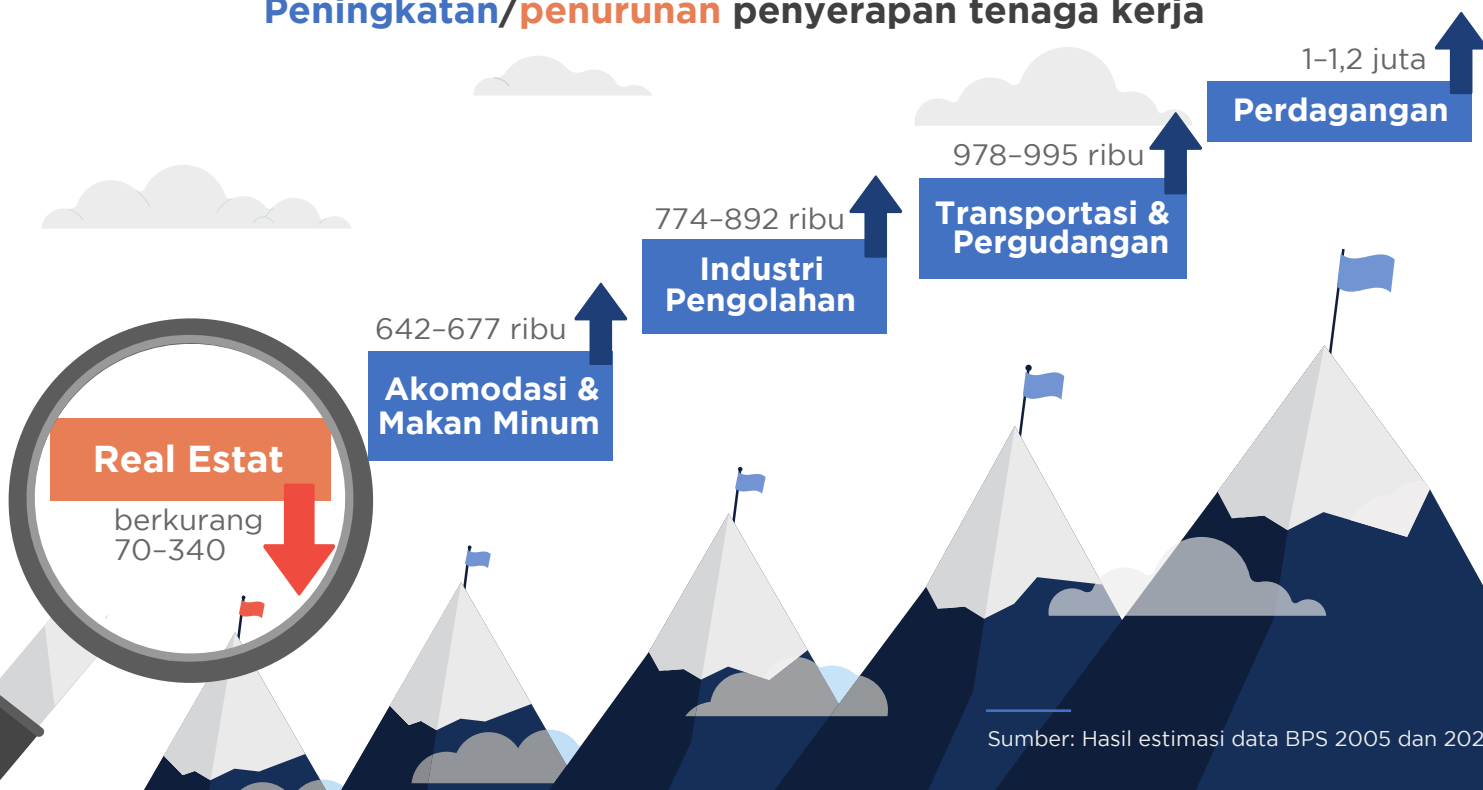 Peningkatan/penurunan penyerapan tenaga kerja
1–1,2 juta
Perdagangan
978–995 ribu
Transportasi &
Pergudangan
774–892 ribu
Industri
Pengolahan
642–677 ribu
Akomodasi &
Makan Minum
Real Estat
berkurang
70–340
Sumber: Hasil estimasi data BPS 2005 dan